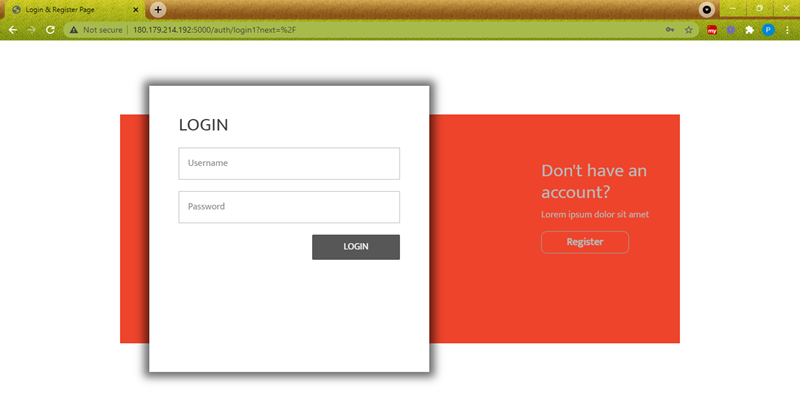 Login & Register Page
Not secure | 180.179.214.192:5000/auth/login1?next=%2F
my
P
LOGIN
Username
Password
LOGIN
Don't have an
account?
Lorem ipsum dolor sit amet
Register